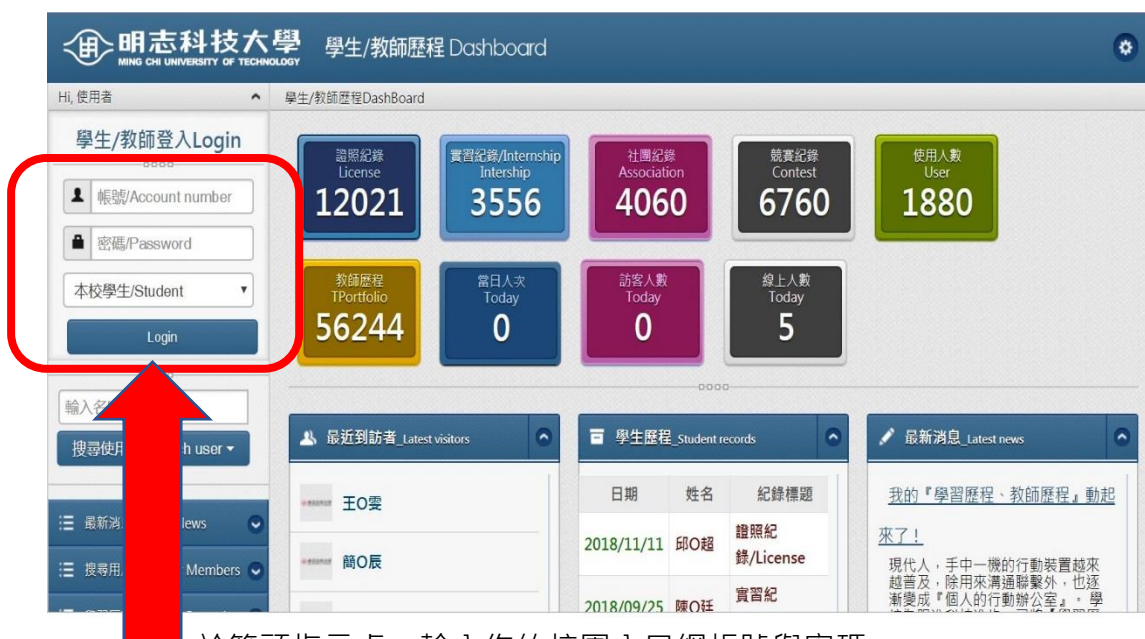 明志科技大學
MING CHI UNIVERSITY OF TECHNOLOGY
學生/教師歷程 Dashboard
Hi, 使用者
學生/教師歷程DashBoard
學生/教師登入Login
帳號/Account number
密碼/Password
本校學生/Student
Login
輸入名
搜尋使 h user
最新消 lews
搜尋用 Members
證照紀錄
License
12021
實習紀錄/Internship
Intership
3556
社團紀錄
Association
4060
競賽紀錄
Contest
6760
使用人數
User
1880
教師歷程
TPortfolio
56244
當日人次
Today
0
訪客人數
Today
0
線上人數
Today
5
最近到訪者_Latest visitors
王O雯
簡O辰
學生歷程_Student records
日期 姓名 紀錄標題
2018/11/11 邱O超 證照紀
錄/License
2018/09/25 陳O廷 實習紀
最新消息_Latest news
我的『學習歷程、教師歷程』動起
來了!
現代人，手中一機的行動裝置越來
越普及，除用來溝通聯繫外，也逐
漸變成『個人的行動辦公室』。學